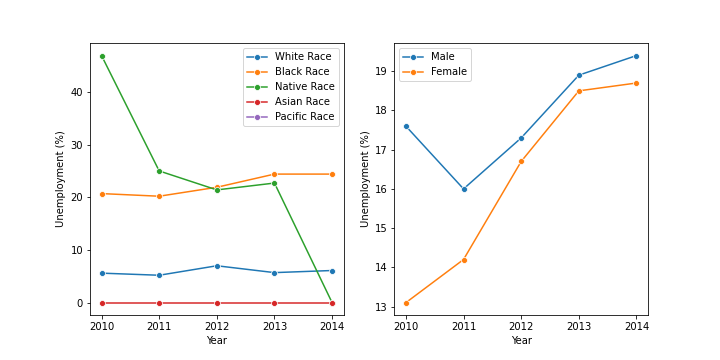 White Race
Black Race
Native Race
Asian Race
Pacific Race
40
30
20
10
0
Unemployment (%)
2010 2011 2012 2013 2014
Year
Male
Female
19
18
17
16
15
14
13
Unemployment (%)
2010 2011 2012 2013 2014
Year